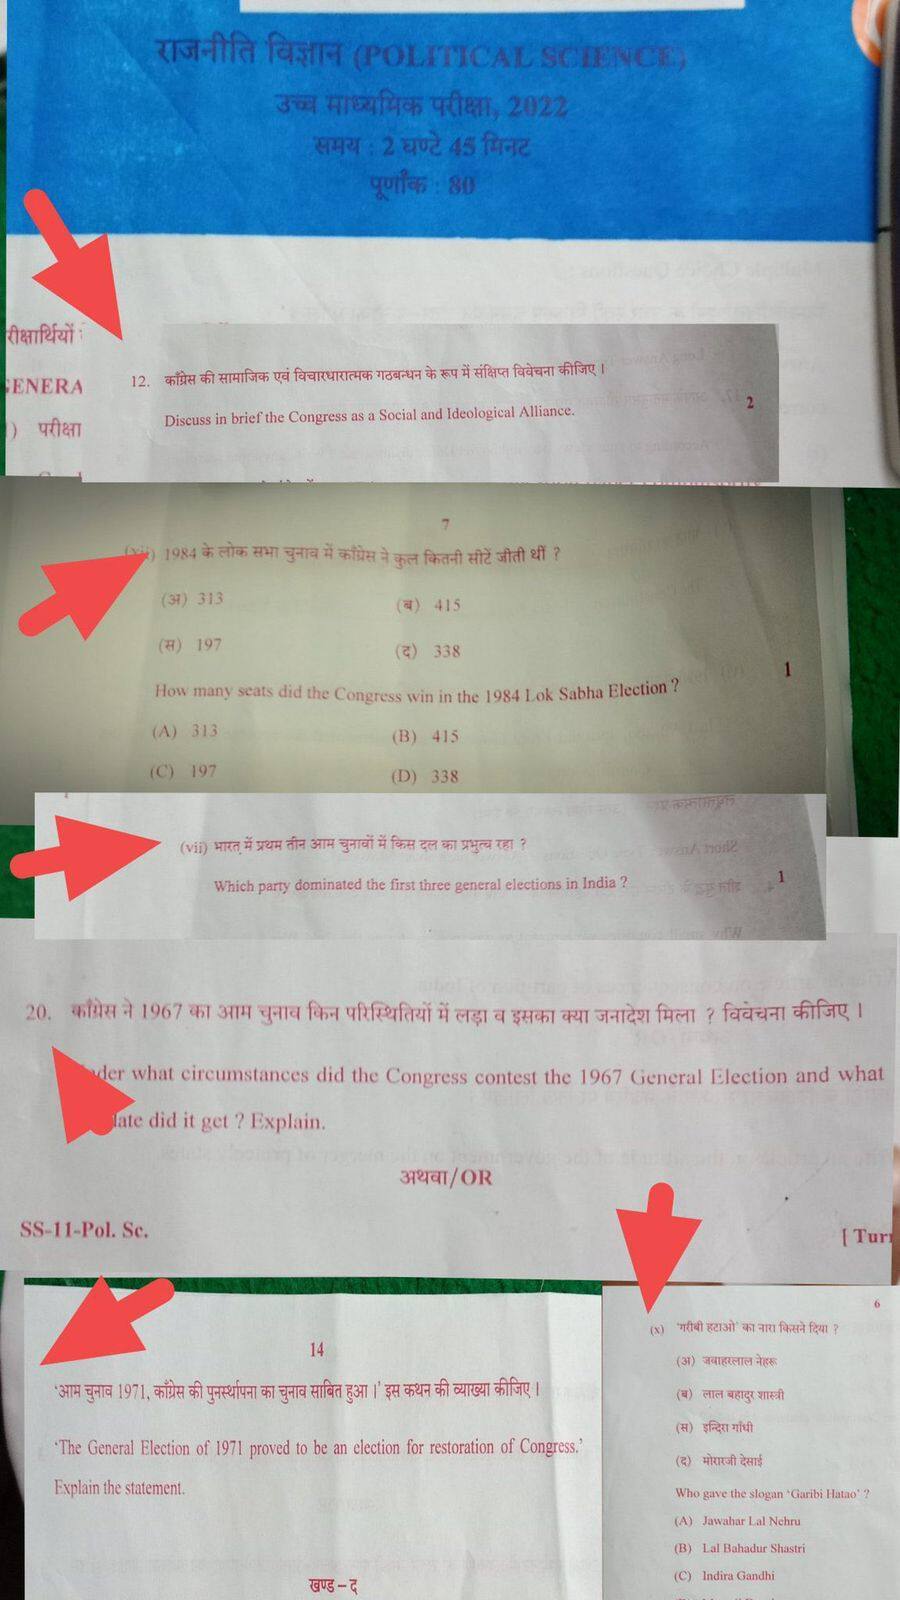 राजनीति विज्ञान (POLITICAL SCIENCE)
उच्च माध्यमिक परीक्षा, 2022
समय : 2 घण्टे 45 मिनट
पूर्णांक : 80
रीक्षार्थियों
ENERA
) परीक्षा
12. काँग्रेस की सामाजिक एवं विचारधारात्मक गठबन्धन के रूप में संक्षिप्त विवेचना कीजिए ।
Discuss in brief the Congress as a Social and Ideological Alliance.
2
7
(xii) 1984 के लोक सभा चुनाव में काँग्रेस ने कुल कितनी सीटें जीती थीं ?
(अ) 313
(ब) 415
(स) 197
(द) 338
How many seats did the Congress win in the 1984 Lok Sabha Election ?
1
(A) 313
(B) 415
(C) 197
(D) 338
(vii) भारत में प्रथम तीन आम चुनावों में किस दल का प्रभुत्व रहा ?
Which party dominated the first three general elections in India ?
1
20. काँग्रेस ने 1967 का आम चुनाव किन परिस्थितियों में लड़ा व इसका क्या जनादेश मिला ? विवेचना कीजिए ।
der what circumstances did the Congress contest the 1967 General Election and what
late did it get ? Explain.
अथवा/OR
SS-11-Pol. Sc.
[ Tur
14
'आम चुनाव 1971, काँग्रेस की पुनर्स्थापना का चुनाव साबित हुआ ।' इस कथन की व्याख्या कीजिए ।
'The General Election of 1971 proved to be an election for restoration of Congress.'
Explain the statement.
खण्ड – द
6
(x) 'गरीबी हटाओ' का नारा किसने दिया ?
(अ) जवाहरलाल नेहरू
(ब) लाल बहादुर शास्त्री
(स) इन्दिरा गाँधी
(द) मोरारजी देसाई
Who gave the slogan 'Garibi Hatao' ?
(A) Jawahar Lal Nehru
(B) Lal Bahadur Shastri
(C) Indira Gandhi